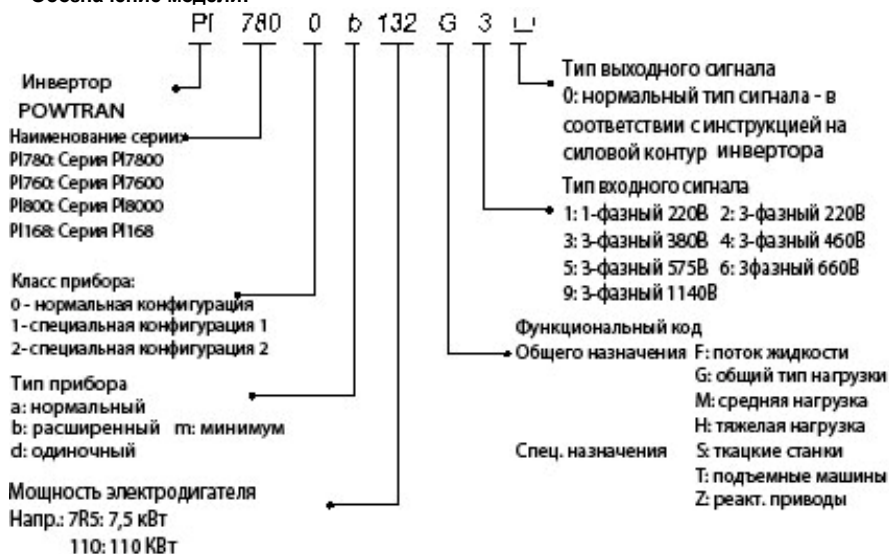 Обозначение модели:
PI 780 0 b 132 G 3 □
Инвертор
POWTRAN
Наименование серии:
PI780: Серия PI7800
PI760: Серия PI7600
PI800: Серия PI8000
PI168: Серия PI168
Класс прибора:
0 - нормальная конфигурация
1-специальная конфигурация 1
2-специальная конфигурация 2
Тип прибора
a: нормальный
b: расширенный m: минимум
d: одиночный
Мощность электродигателя
Напр.: 7R5: 7,5 кВт
110: 110 КВт
Тип выходного сигнала
0: нормальный тип сигнала - в
соответствии с инструкцией на
силовой контур инвертора
Тип входного сигнала
1: 1-фазный 220В 2: 3-фазный 220В
3: 3-фазный 380В 4: 3-фазный 460В
5: 3-фазный 575В 6: 3фазный 660В
9: 3-фазный 1140В
Функциональный код
Общего назначения F: поток жидкости
G: общий тип нагрузки
M: средняя нагрузка
H: тяжелая нагрузка
Спец. назначения S: ткацкие станки
T: подъемные машины
Z: реакт. приводы